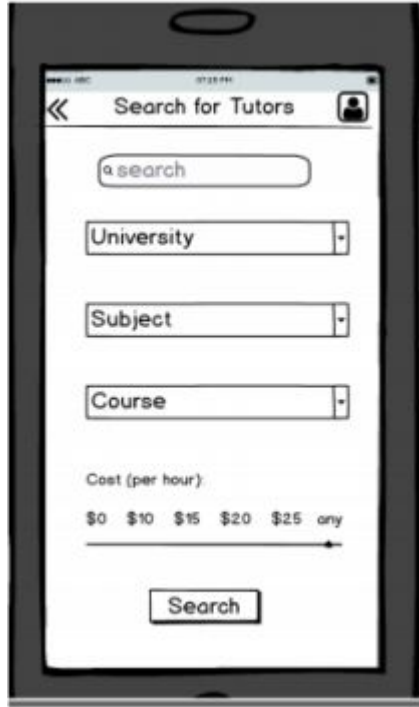 Search for Tutors
search
University
Subject
Course
Cost (per hour):
$0 $10 $15 $20 $25 any
Search